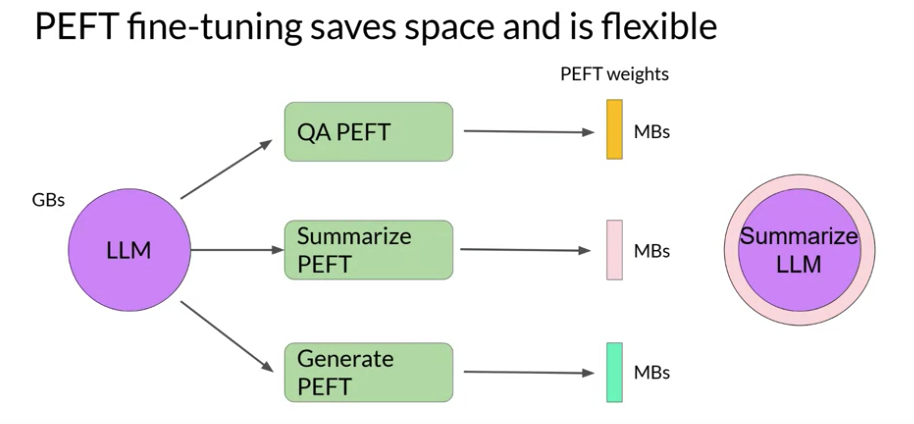 PEFT fine-tuning saves space and is flexible
PEFT weights
QA PEFT
MBs
GBs
LLM
Summarize
PEFT
MBs
Summarize
LLM
Generate
PEFT
MBs